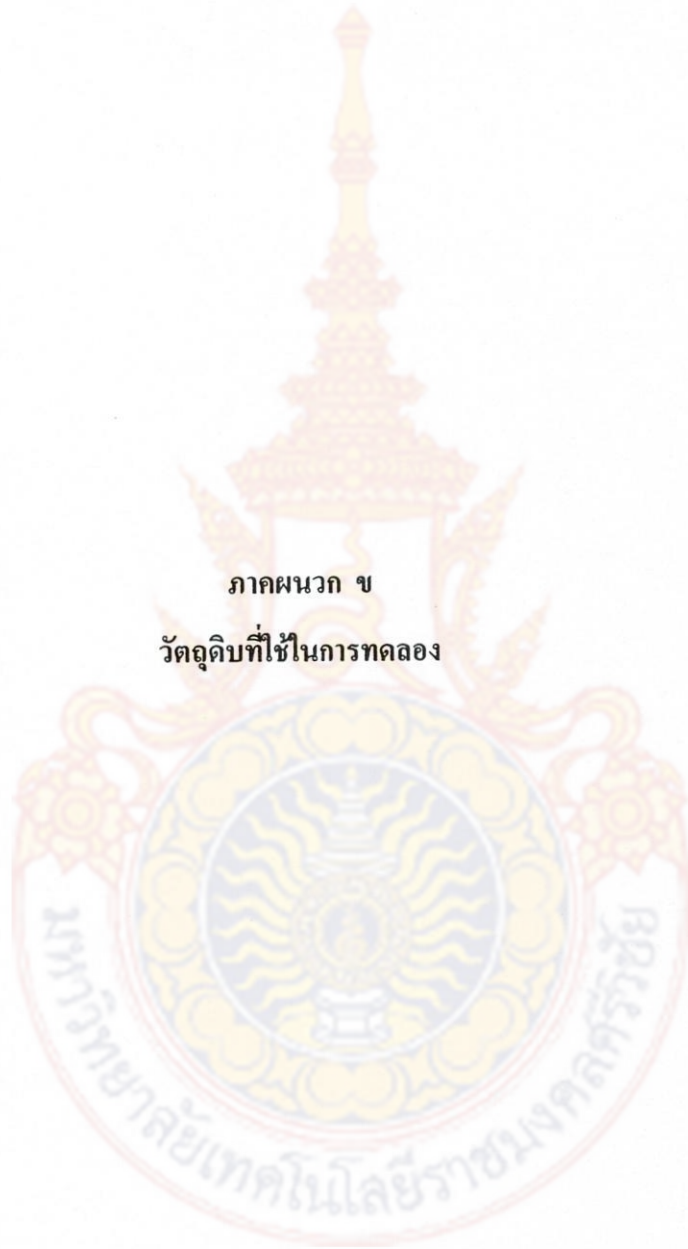 ภาคผนวก ข
วัตถุดิบที่ใช้ในการทดลอง
มหาวิทยาลัยเทคโนโลยีราชมงคลศรีวิชัย